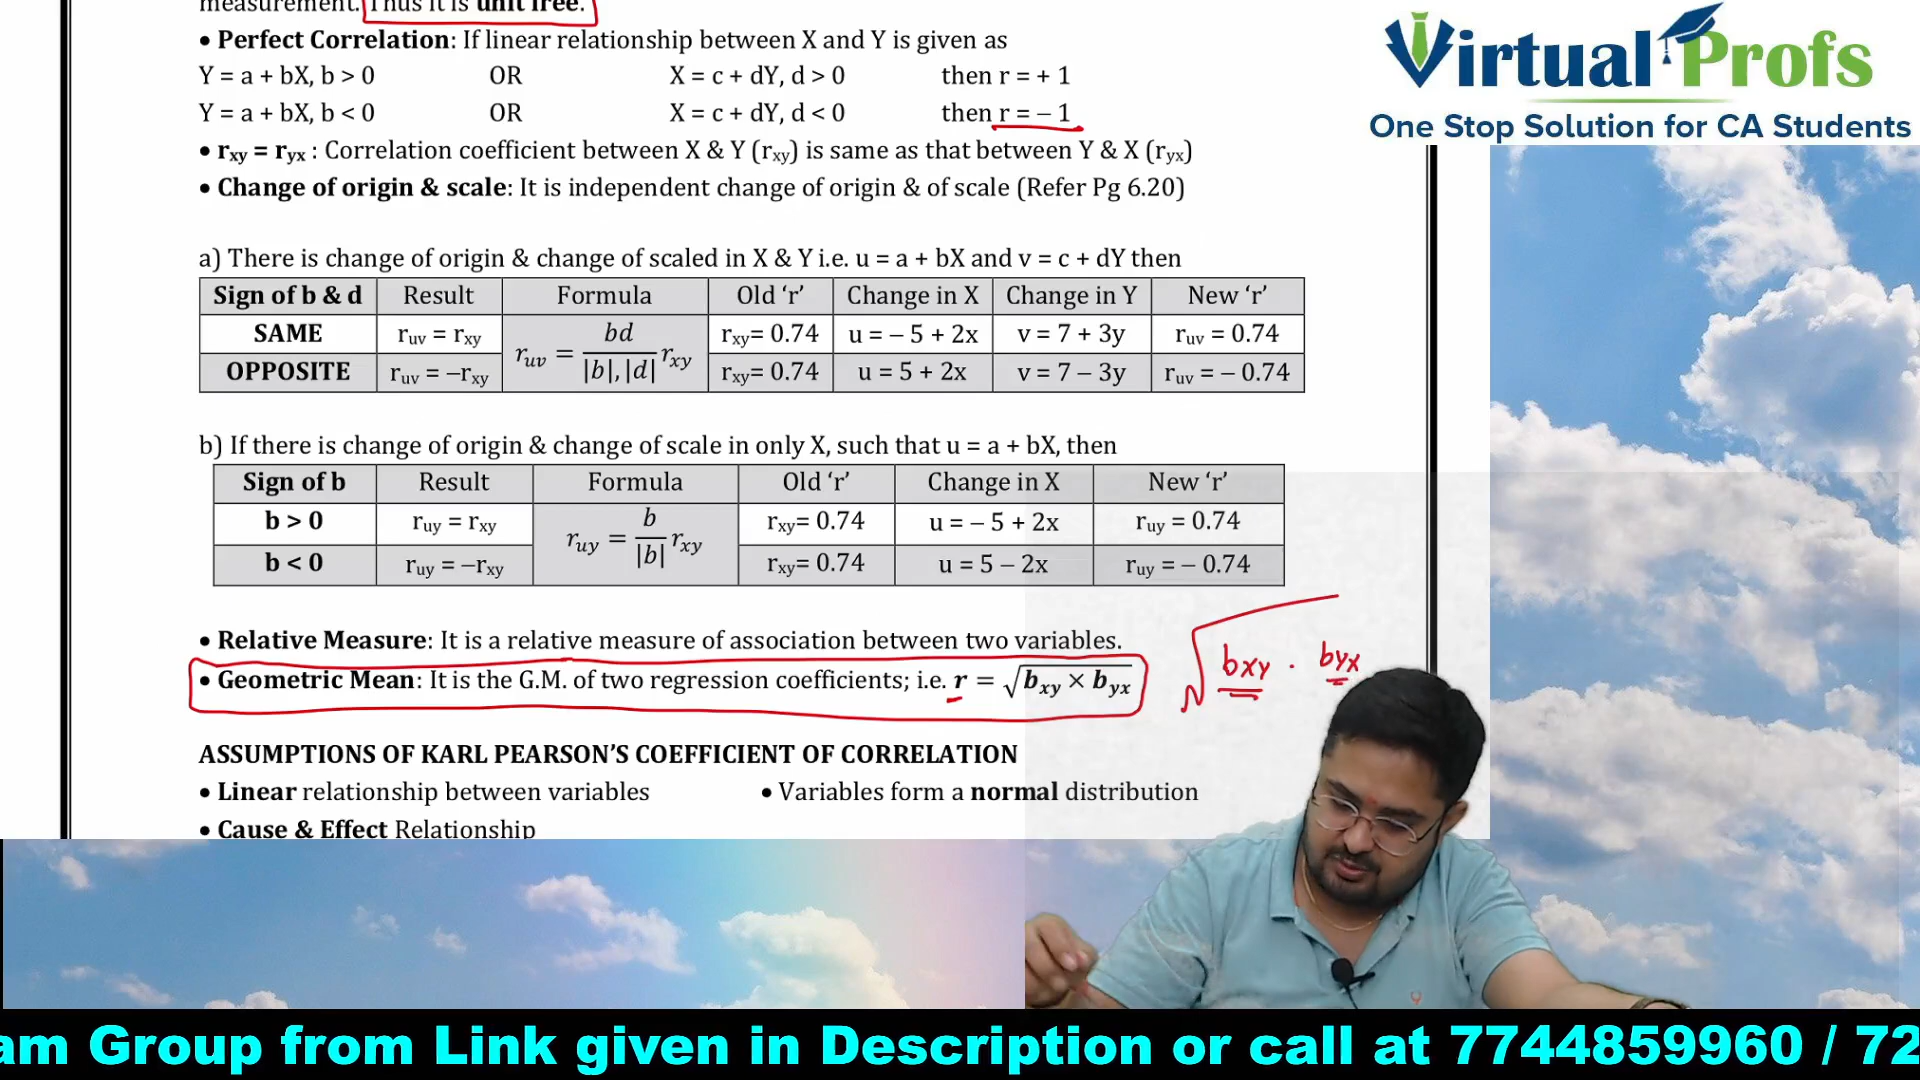 measurement. Thus it is unit free.
Virtual Profs
One Stop Solution for CA Students
• Perfect Correlation: If linear relationship between X and Y is given as
Y = a + bX, b > 0 OR X = c + dY, d > 0 then r = + 1
Y = a + bX, b < 0 OR X = c + dY, d < 0 then r = – 1
• rxy = ryx : Correlation coefficient between X & Y (rxy) is same as that between Y & X (ryx)
• Change of origin & scale: It is independent change of origin & of scale (Refer Pg 6.20)
a) There is change of origin & change of scaled in X & Y i.e. u = a + bX and v = c + dY then
Sign of b & d Result Formula Old ‘r’ Change in X Change in Y New ‘r’
SAME ruv = rxy ruv = bd / |b|,|d| rxy rxy= 0.74 u = – 5 + 2x v = 7 + 3y ruv = 0.74
OPPOSITE ruv = –rxy rxy= 0.74 u = 5 + 2x v = 7 – 3y ruv = – 0.74
b) If there is change of origin & change of scale in only X, such that u = a + bX, then
Sign of b Result Formula Old ‘r’ Change in X New ‘r’
b > 0 ruy = rxy ruy = b / |b| rxy rxy= 0.74 u = – 5 + 2x ruy = 0.74
b < 0 ruy = –rxy rxy= 0.74 u = 5 – 2x ruy = – 0.74
• Relative Measure: It is a relative measure of association between two variables.
√ bxy . byx
• Geometric Mean: It is the G.M. of two regression coefficients; i.e. r = √bxy × byx
ASSUMPTIONS OF KARL PEARSON’S COEFFICIENT OF CORRELATION
• Linear relationship between variables • Variables form a normal distribution
• Cause & Effect Relationship
am Group from Link given in Description or call at 7744859960 / 72